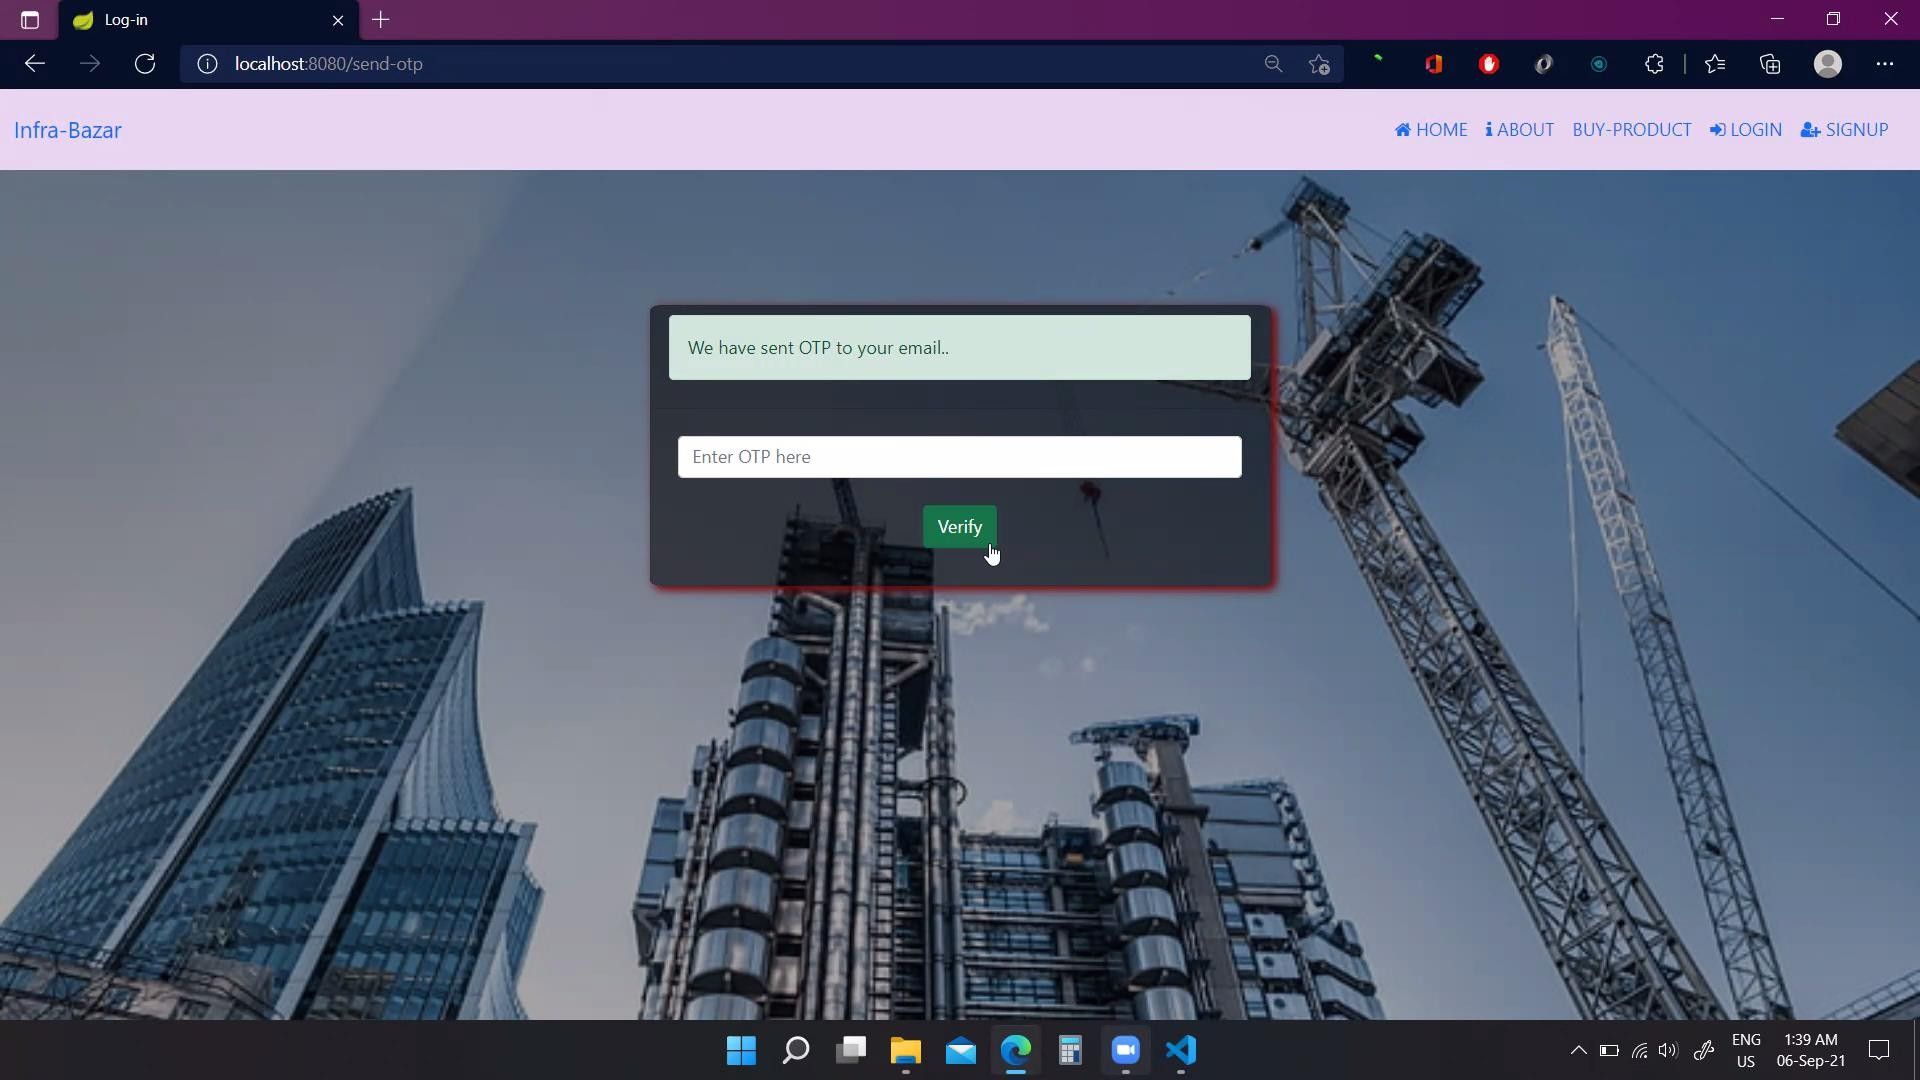 Log-in
localhost:8080/send-otp
Infra-Bazar
HOME ABOUT BUY-PRODUCT LOGIN SIGNUP
We have sent OTP to your email..
Enter OTP here
Verify
ENG
US
1:39 AM
06-Sep-21